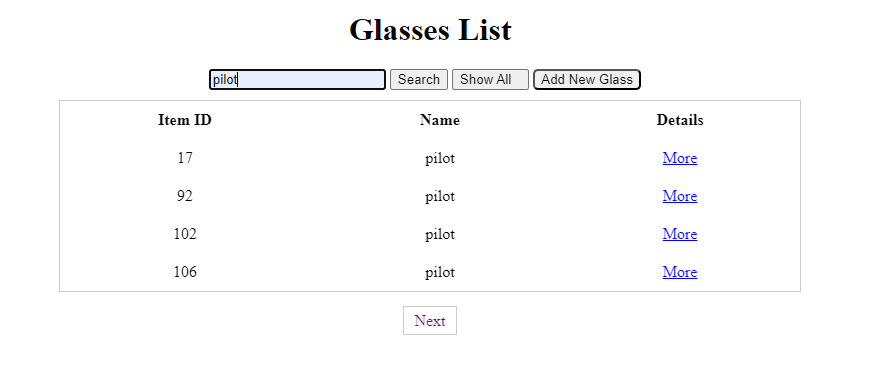 Glasses List
pilot Search Show All Add New Glass
Item ID Name Details
17 pilot More
92 pilot More
102 pilot More
106 pilot More
Next